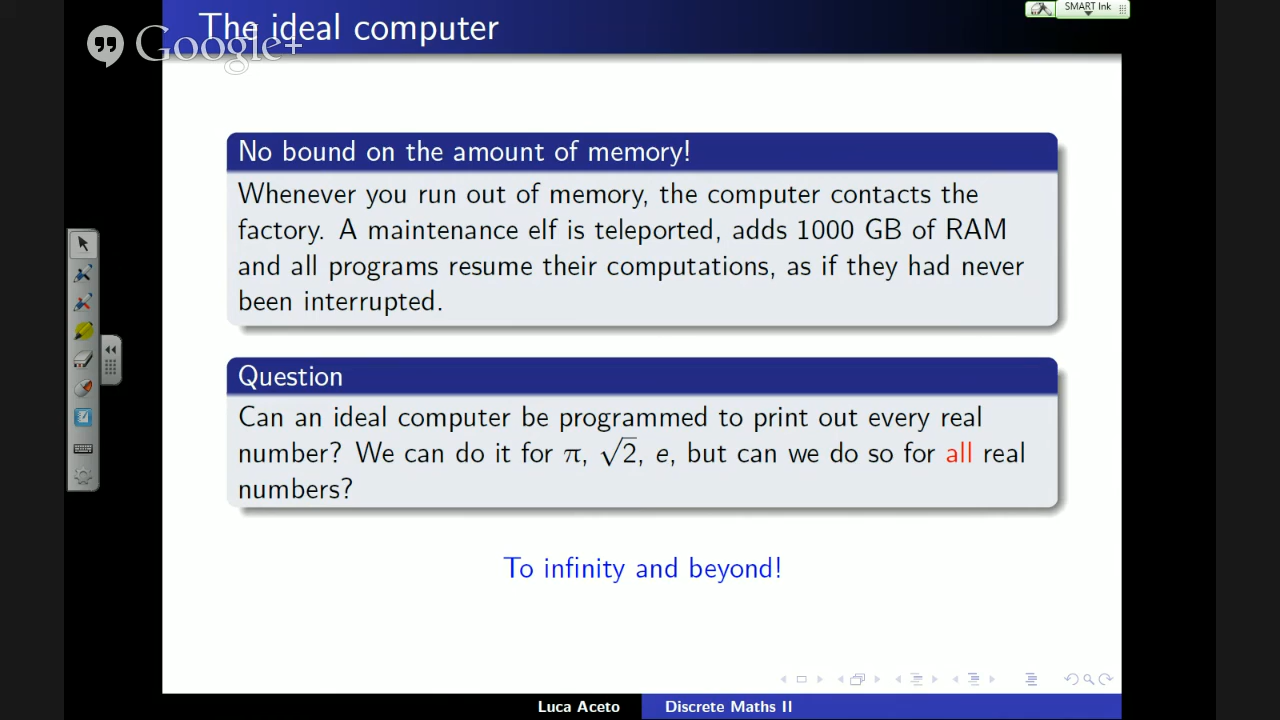 The ideal computer
SMART Ink
Google+
No bound on the amount of memory!
Whenever you run out of memory, the computer contacts the
factory. A maintenance elf is teleported, adds 1000 GB of RAM
and all programs resume their computations, as if they had never
been interrupted.
Question
Can an ideal computer be programmed to print out every real
number? We can do it for π, √2, e, but can we do so for all real
numbers?
To infinity and beyond!
Luca Aceto
Discrete Maths II